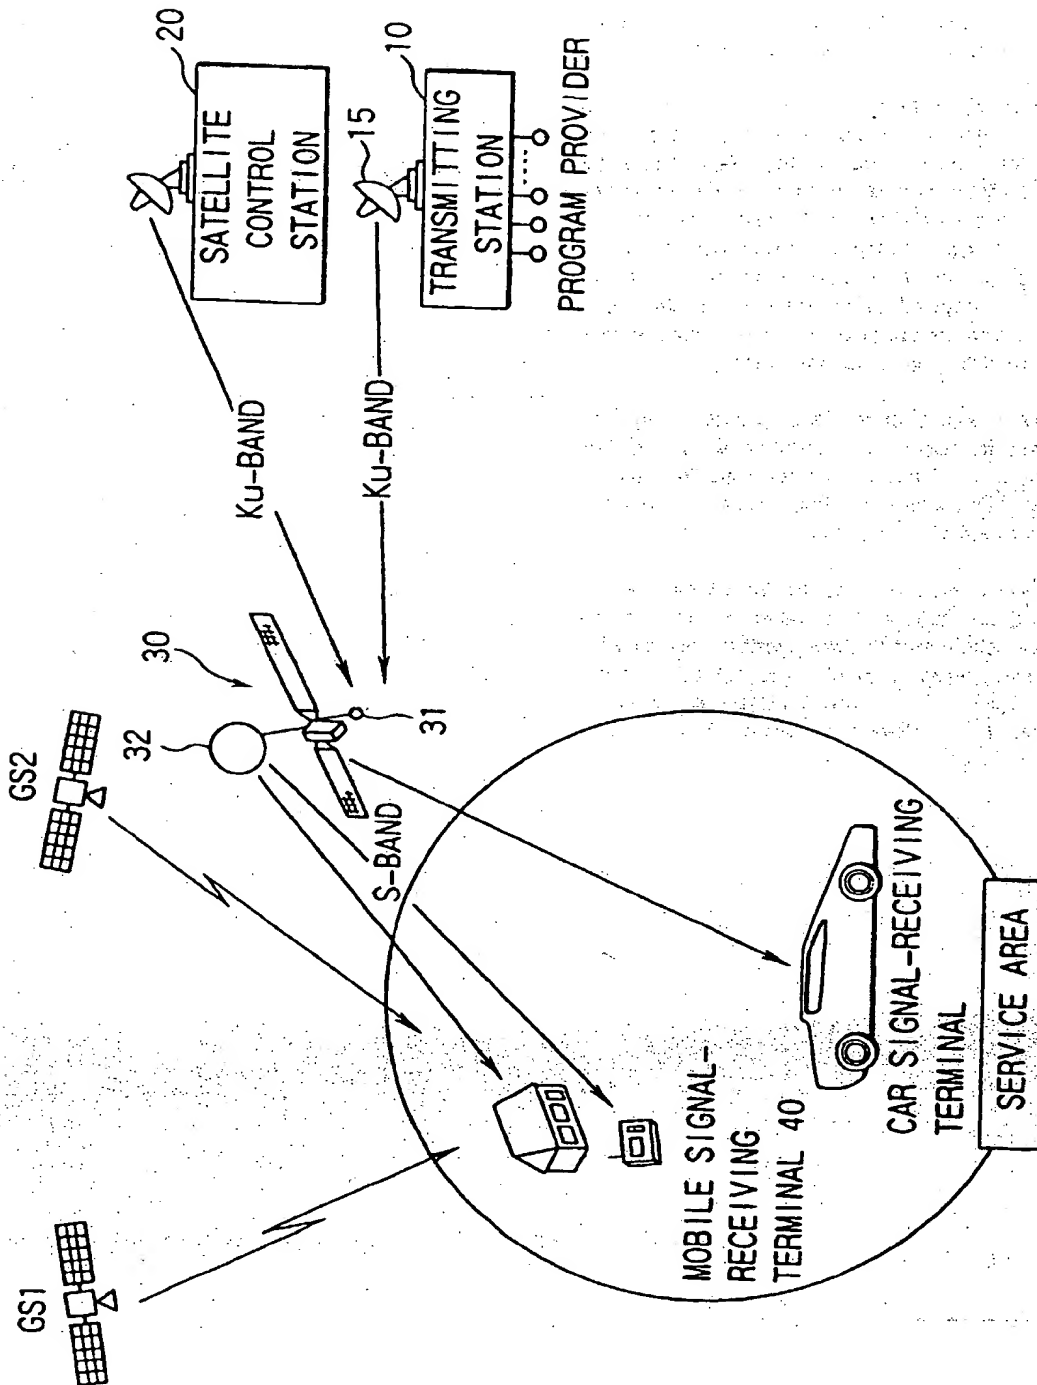 GS1
GS2
32
30
31
20
SATELLITE
CONTROL
STATION
Ku-BAND
15
10
TRANSMITTING
STATION
PROGRAM PROVIDER
Ku-BAND
S-BAND
MOBILE SIGNAL-
RECEIVING
TERMINAL 40
CAR SIGNAL-RECEIVING
TERMINAL
SERVICE AREA